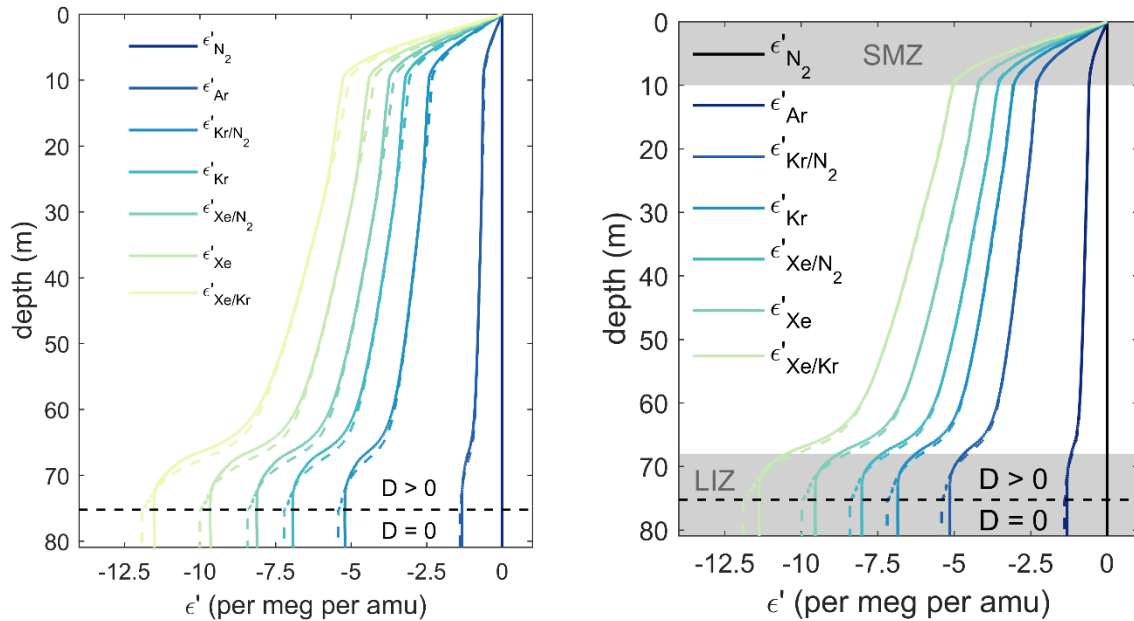 0
10
20
30
40
50
60
70
80
depth (m)
ϵ'N₂
ϵ'Ar
ϵ'Kr/N₂
ϵ'Kr
ϵ'Xe/N₂
ϵ'Xe
ϵ'Xe/Kr
D > 0
D = 0
-12.5 -10 -7.5 -5 -2.5 0
ϵ' (per meg per amu)
0
10
20
30
40
50
60
70
80
depth (m)
ϵ'N₂
SMZ
ϵ'Ar
ϵ'Kr/N₂
ϵ'Kr
ϵ'Xe/N₂
ϵ'Xe
ϵ'Xe/Kr
LIZ
D > 0
D = 0
-12.5 -10 -7.5 -5 -2.5 0
ϵ' (per meg per amu)